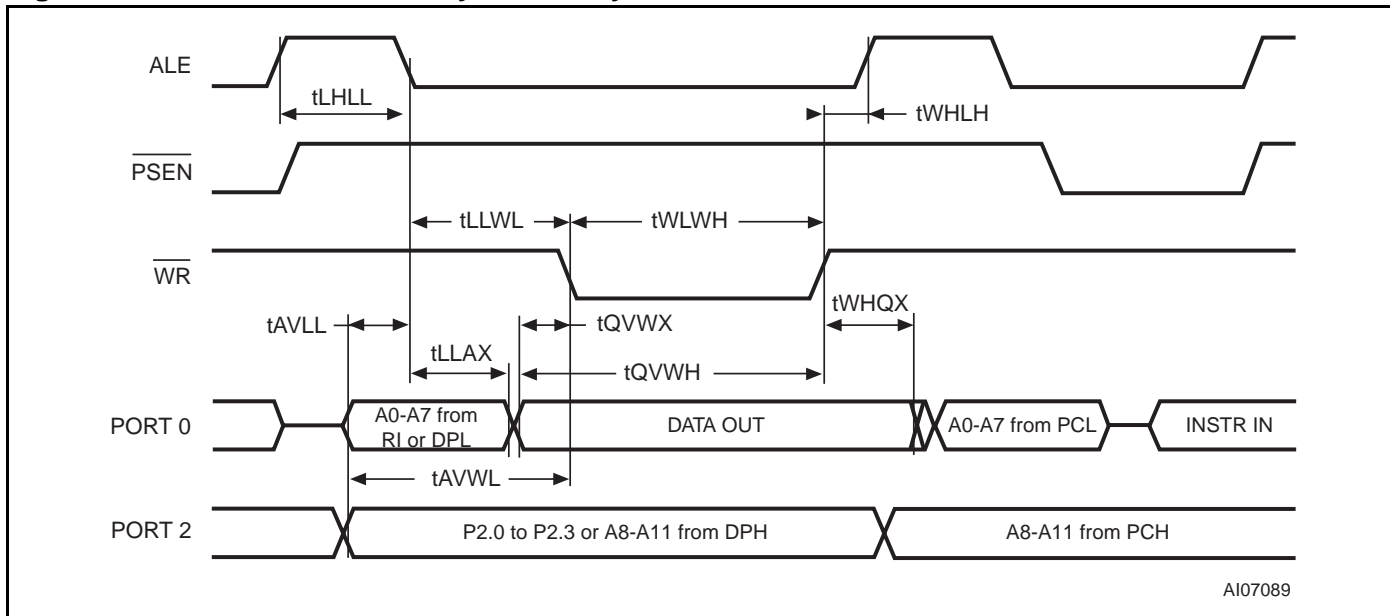 ALE
tLHLL
tWHLH
PSEN
tLLWL
tWLWH
WR
tWHQX
tAVLL
tQVWX
tLLAX
tQVWH
PORT 0
A0-A7 from
RI or DPL
DATA OUT
A0-A7 from PCL
INSTR IN
tAVWL
PORT 2
P2.0 to P2.3 or A8-A11 from DPH
A8-A11 from PCH
AI07089